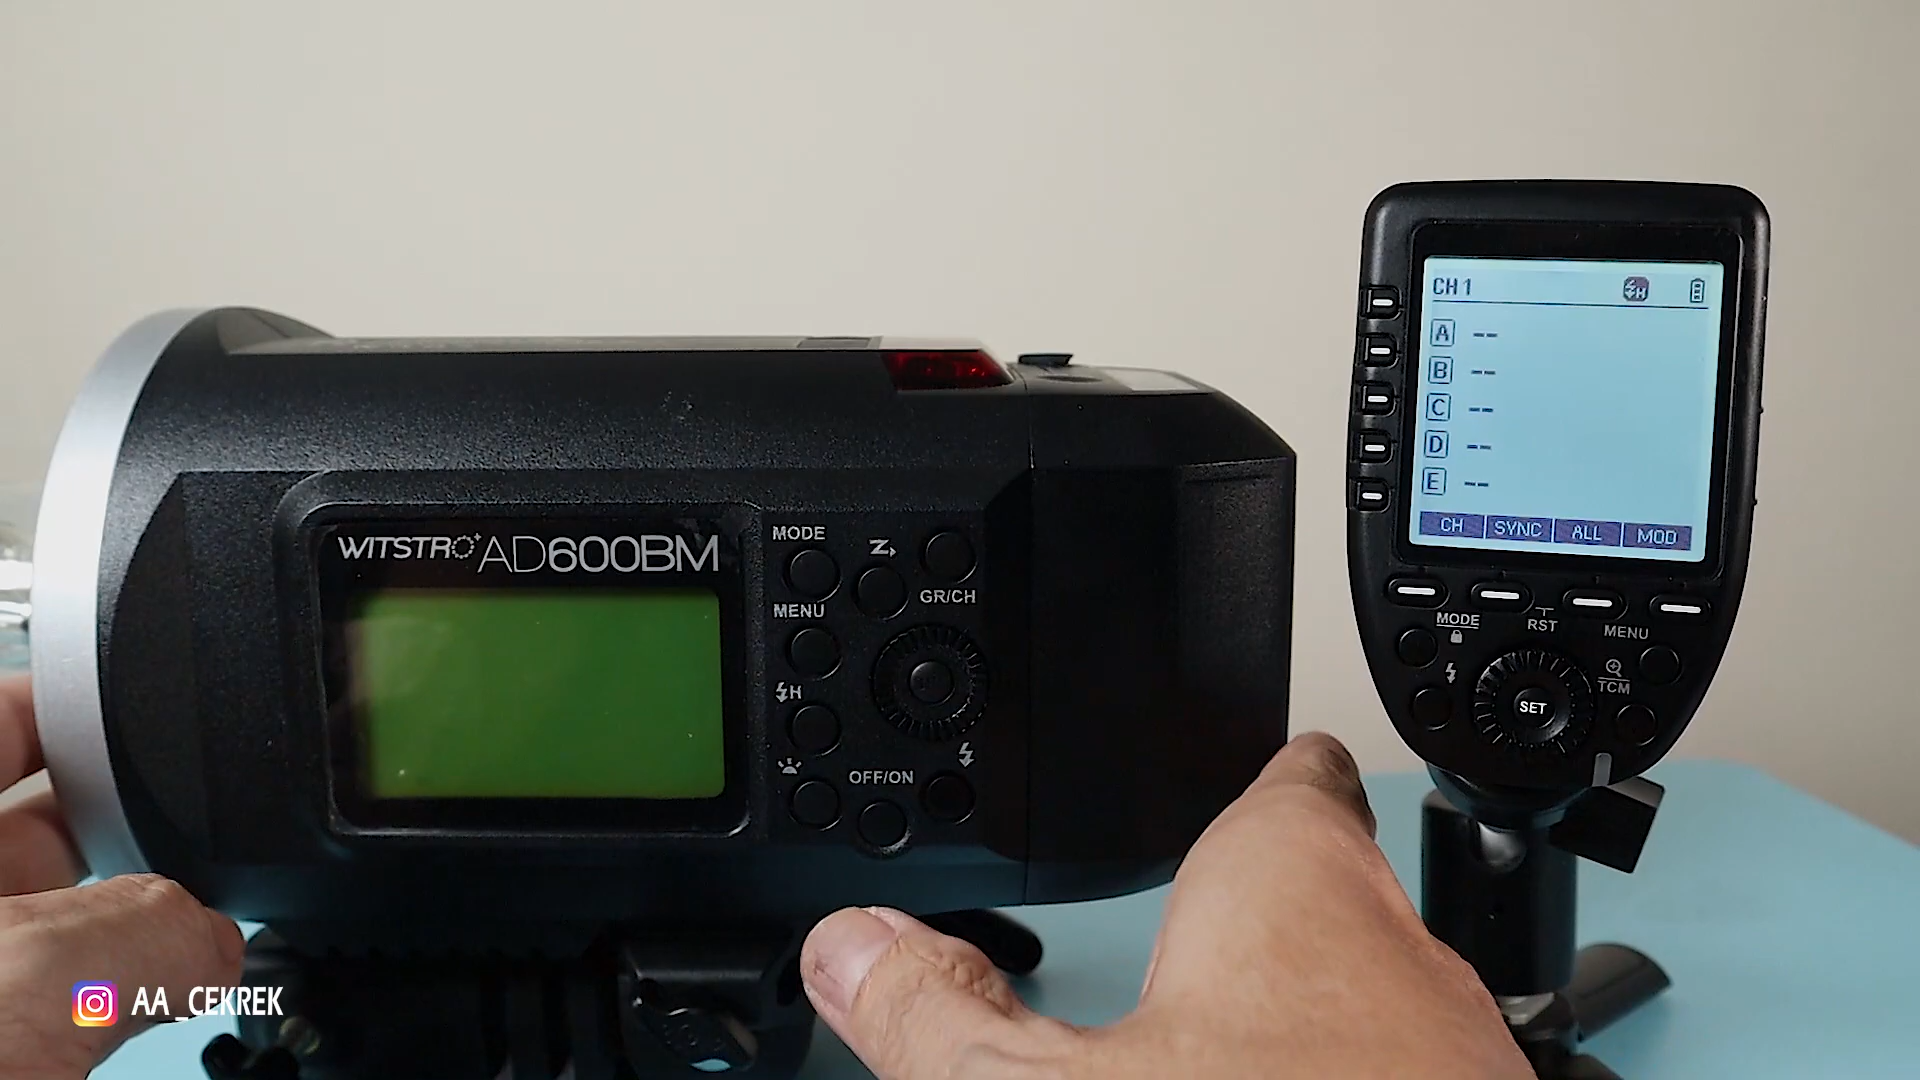 WITSTRO AD600BM
MODE
GR/CH
MENU
H
OFF/ON
CH 1
A --
B --
C --
D --
E --
CH SYNC ALL MOD
MODE
RST
MENU
TCM
SET
AA_CEKREK